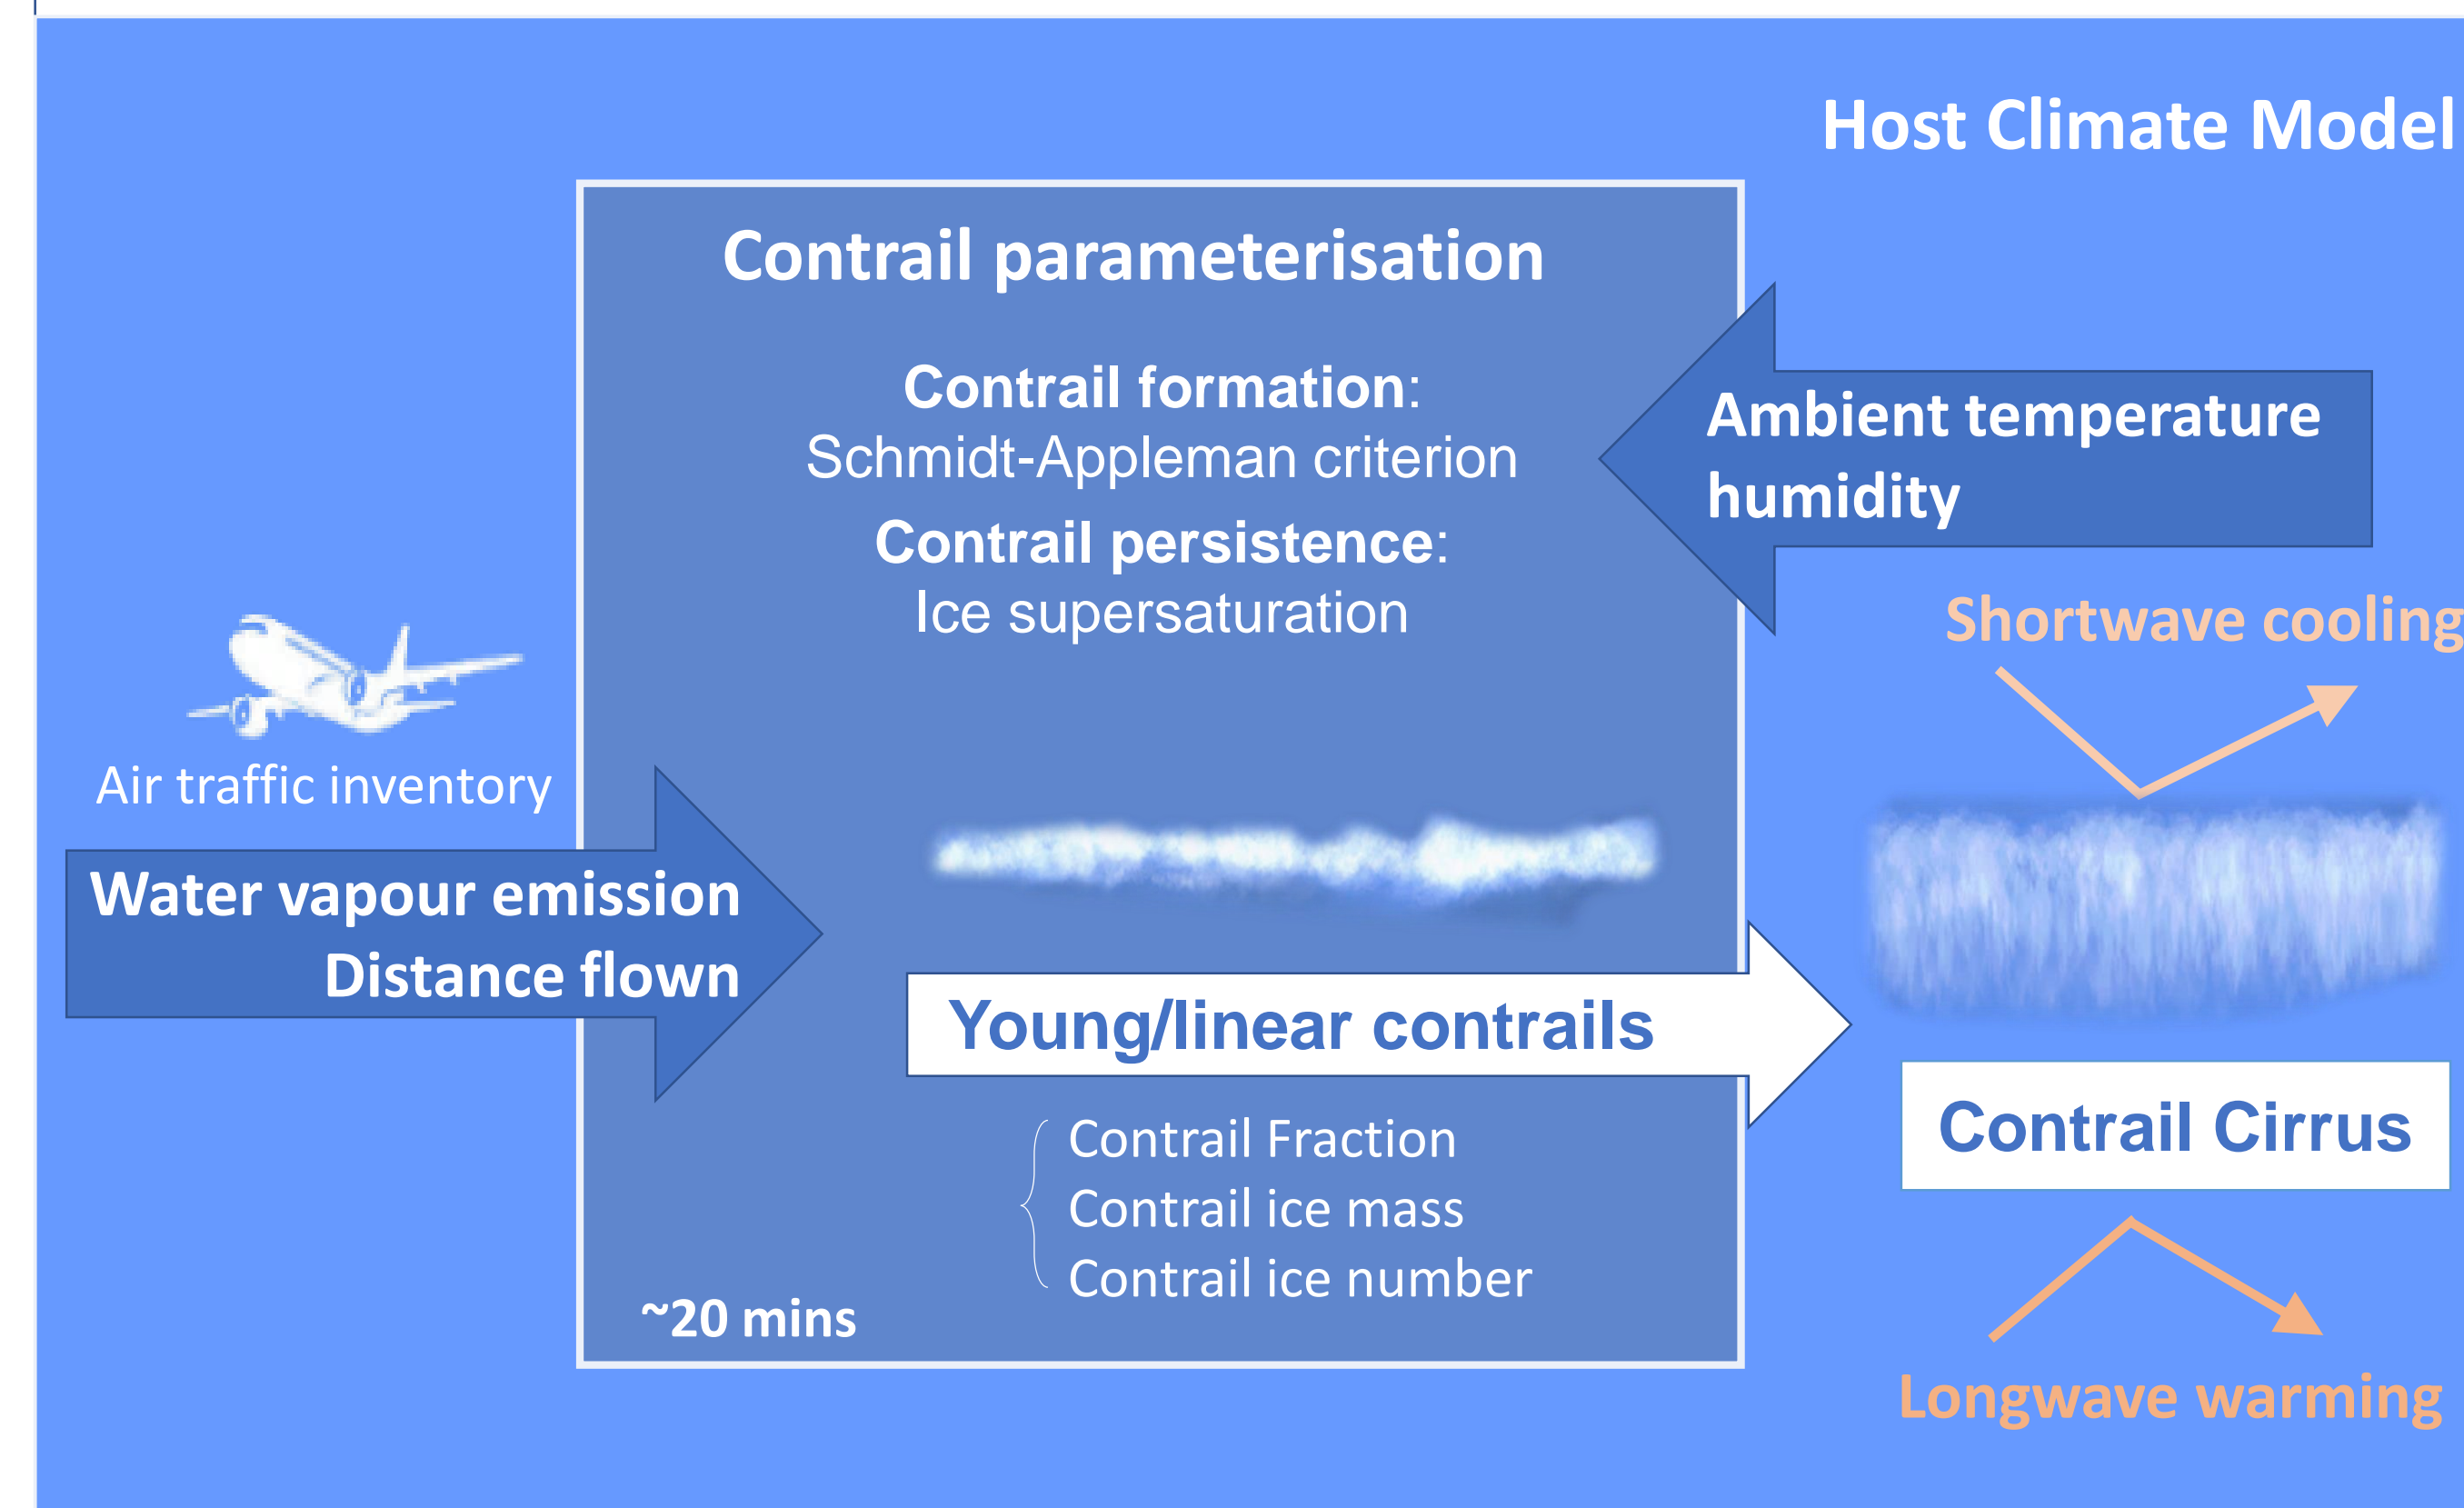 Host Climate Model
Contrail parameterisation
Contrail formation:
Schmidt-Appleman criterion
Contrail persistence:
Ice supersaturation
Ambient temperature
humidity
Shortwave cooling
Air traffic inventory
Water vapour emission
Distance flown
Young/linear contrails
Contrail Fraction
Contrail ice mass
Contrail ice number
~20 mins
Contrail Cirrus
Longwave warming